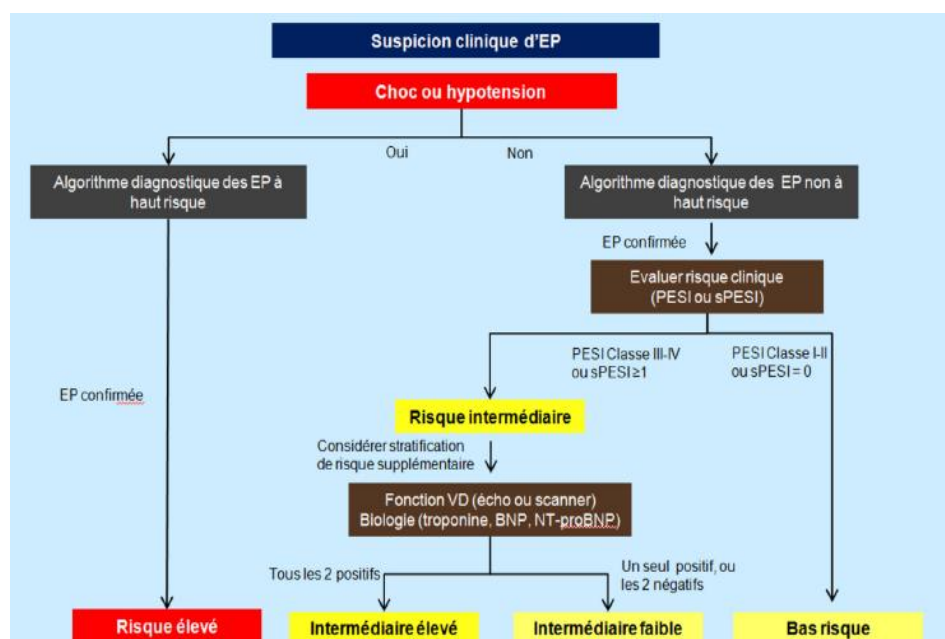 Suspicion clinique d'EP
Choc ou hypotension
Oui
Non
Algorithme diagnostique des EP à
haut risque
Algorithme diagnostique des EP non à
haut risque
EP confirmée
Evaluer risque clinique
(PESI ou sPESI)
PESI Classe III-IV
ou sPESI ≥1
PESI Classe I-II
ou sPESI = 0
EP confirmée
Risque intermédiaire
Considérer stratification
de risque supplémentaire
Fonction VD (écho ou scanner)
Biologie (troponine, BNP, NT-proBNP)
Tous les 2 positifs
Un seul positif, ou
les 2 négatifs
Risque élevé
Intermédiaire élevé
Intermédiaire faible
Bas risque